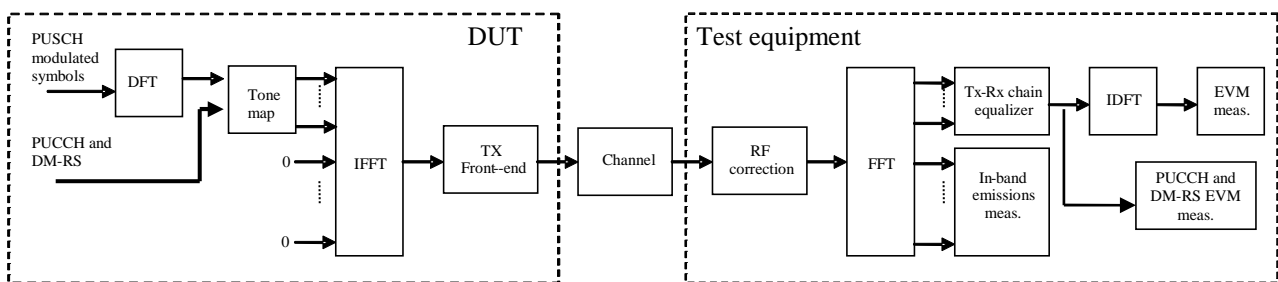 DUT
PUSCH
modulated
symbols
DFT
PUCCH and
DM-RS
Tone
map
0
0
IFFT
TX
Front--end
Channel
Test equipment
RF
correction
FFT
Tx-Rx chain
equalizer
IDFT
EVM
meas.
In-band
emissions
meas.
PUCCH and
DM-RS EVM
meas.